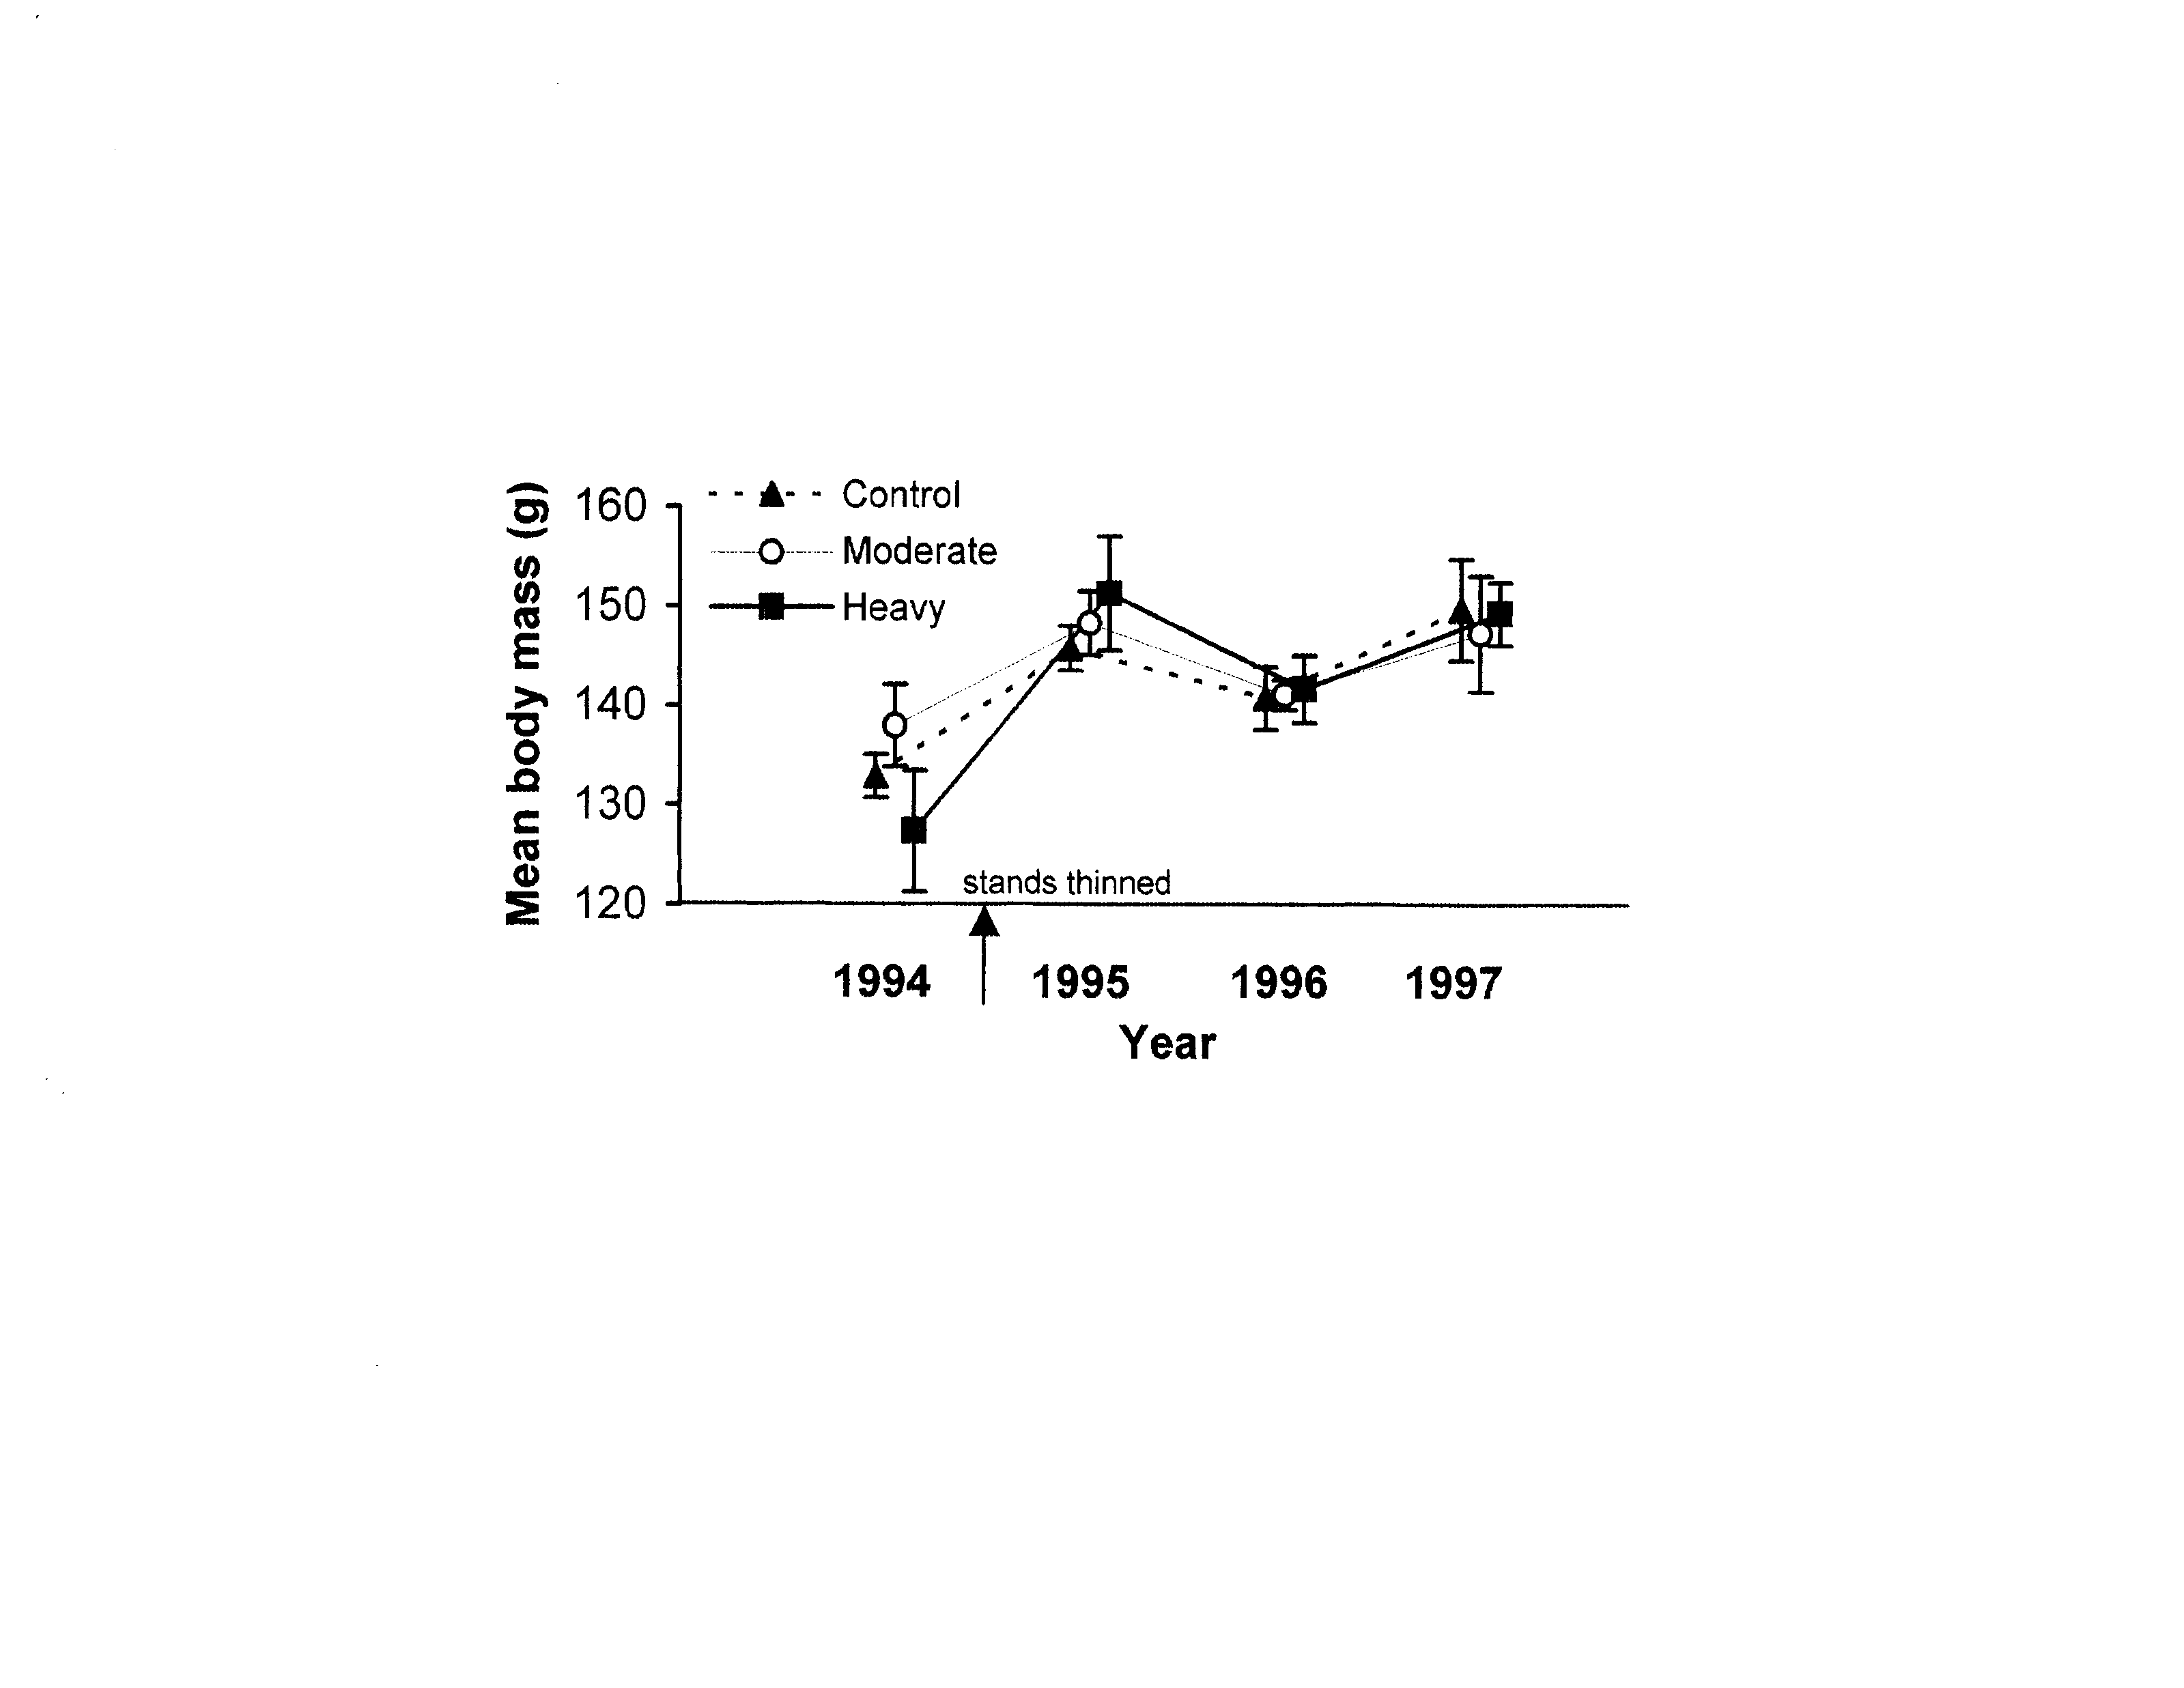 Mean body mass (g)
160
150
140
130
120
Control
Moderate
Heavy
stands thinned
1994 1995 1996 1997
Year